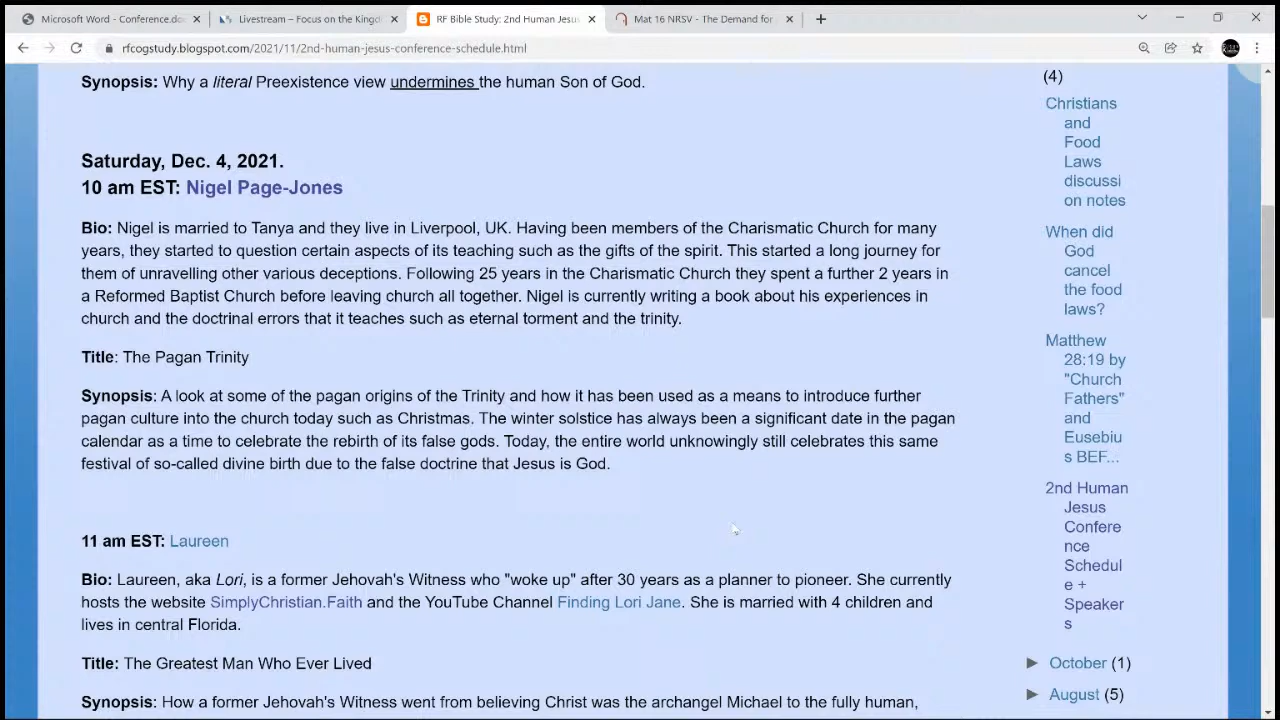 Microsoft Word - Conference.do
Livestream – Focus on the Kingd
RF Bible Study: 2nd Human Jesus
Mat 16 NRSV - The Demand for
rfcogstudy.blogspot.com/2021/11/2nd-human-jesus-conference-schedule.html
Synopsis: Why a literal Preexistence view undermines the human Son of God.
Saturday, Dec. 4, 2021.
10 am EST: Nigel Page-Jones
Bio: Nigel is married to Tanya and they live in Liverpool, UK. Having been members of the Charismatic Church for many
years, they started to question certain aspects of its teaching such as the gifts of the spirit. This started a long journey for
them of unravelling other various deceptions. Following 25 years in the Charismatic Church they spent a further 2 years in
a Reformed Baptist Church before leaving church all together. Nigel is currently writing a book about his experiences in
church and the doctrinal errors that it teaches such as eternal torment and the trinity.
Title: The Pagan Trinity
Synopsis: A look at some of the pagan origins of the Trinity and how it has been used as a means to introduce further
pagan culture into the church today such as Christmas. The winter solstice has always been a significant date in the pagan
calendar as a time to celebrate the rebirth of its false gods. Today, the entire world unknowingly still celebrates this same
festival of so-called divine birth due to the false doctrine that Jesus is God.
11 am EST: Laureen
Bio: Laureen, aka Lori, is a former Jehovah's Witness who "woke up" after 30 years as a planner to pioneer. She currently
hosts the website SimplyChristian.Faith and the YouTube Channel Finding Lori Jane. She is married with 4 children and
lives in central Florida.
Title: The Greatest Man Who Ever Lived
Synopsis: How a former Jehovah's Witness went from believing Christ was the archangel Michael to the fully human,
(4)
Christians
and
Food
Laws
discussi
on notes
When did
God
cancel
the food
laws?
Matthew
28:19 by
"Church
Fathers"
and
Eusebiu
s BEF...
2nd Human
Jesus
Confere
nce
Schedul
e +
Speaker
s
► October (1)
► August (5)